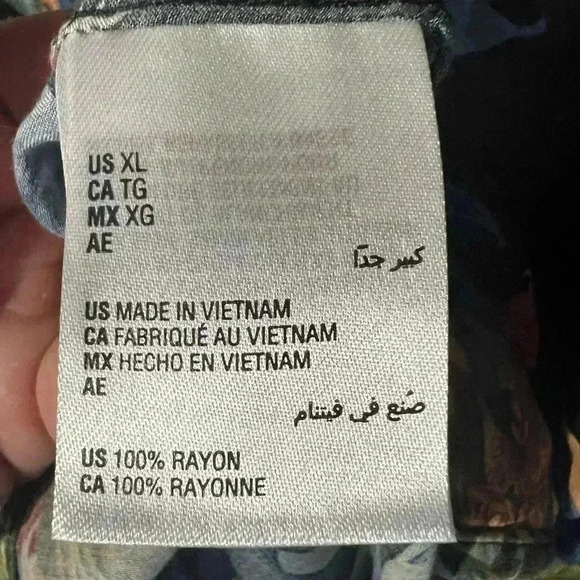 US XL
CA TG
MX XG
AE
كبير جدًا
US MADE IN VIETNAM
CA FABRIQUÉ AU VIETNAM
MX HECHO EN VIETNAM
AE
صُنع في فيتنام
US 100% RAYON
CA 100% RAYONNE